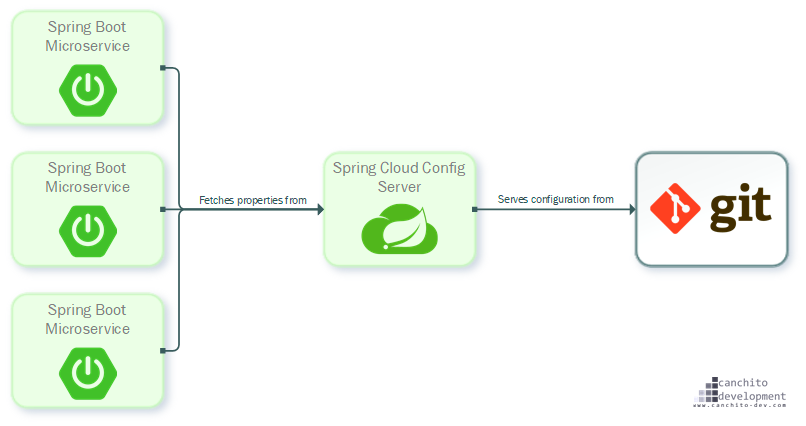 Spring Boot
Microservice
Spring Boot
Microservice
Spring Boot
Microservice
Fetches properties from
Spring Cloud Config
Server
Serves configuration from
git
canchito
development
www.canchito-dev.com